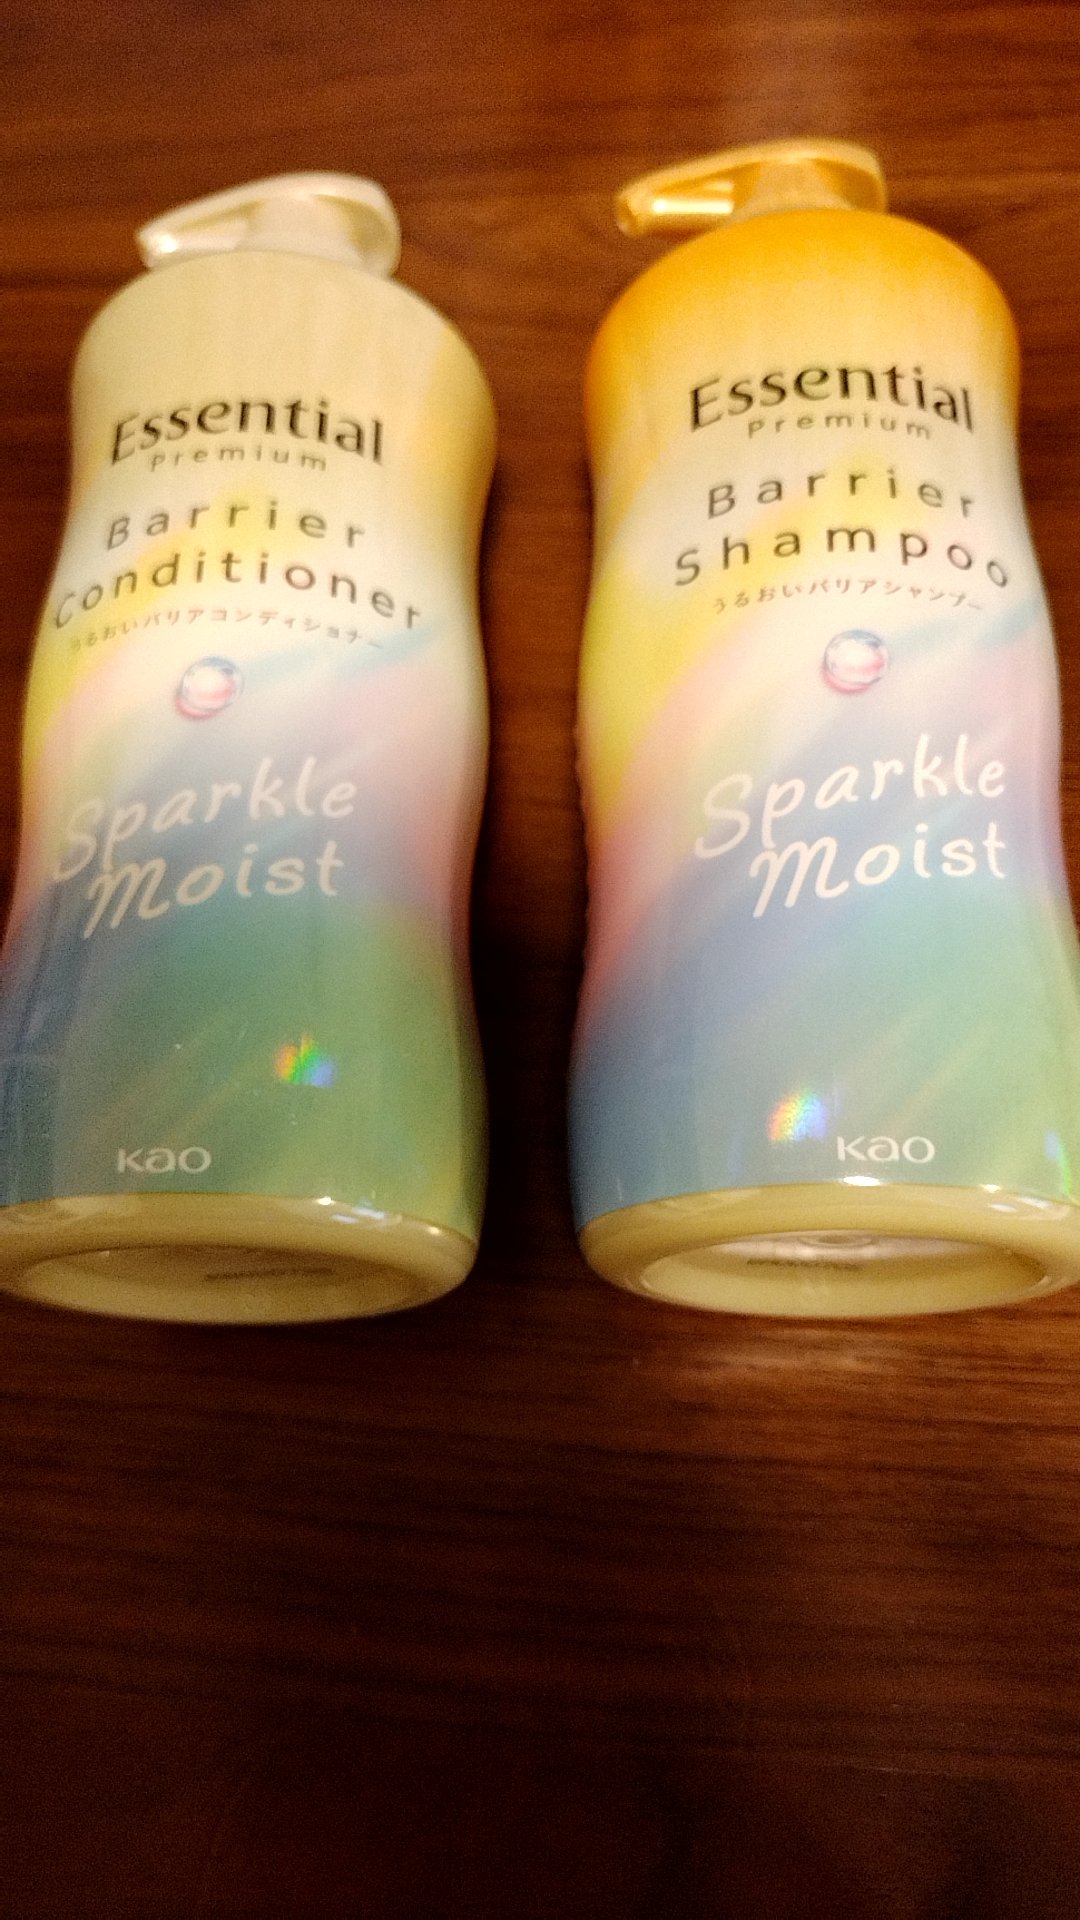 Essential
Premium
Barrier
Conditioner
うるおいバリアコンディショナー
Sparkle
Moist
Kao
Essential
Premium
Barrier
Shampoo
うるおいバリアシャンプー
Sparkle
Moist
Kao